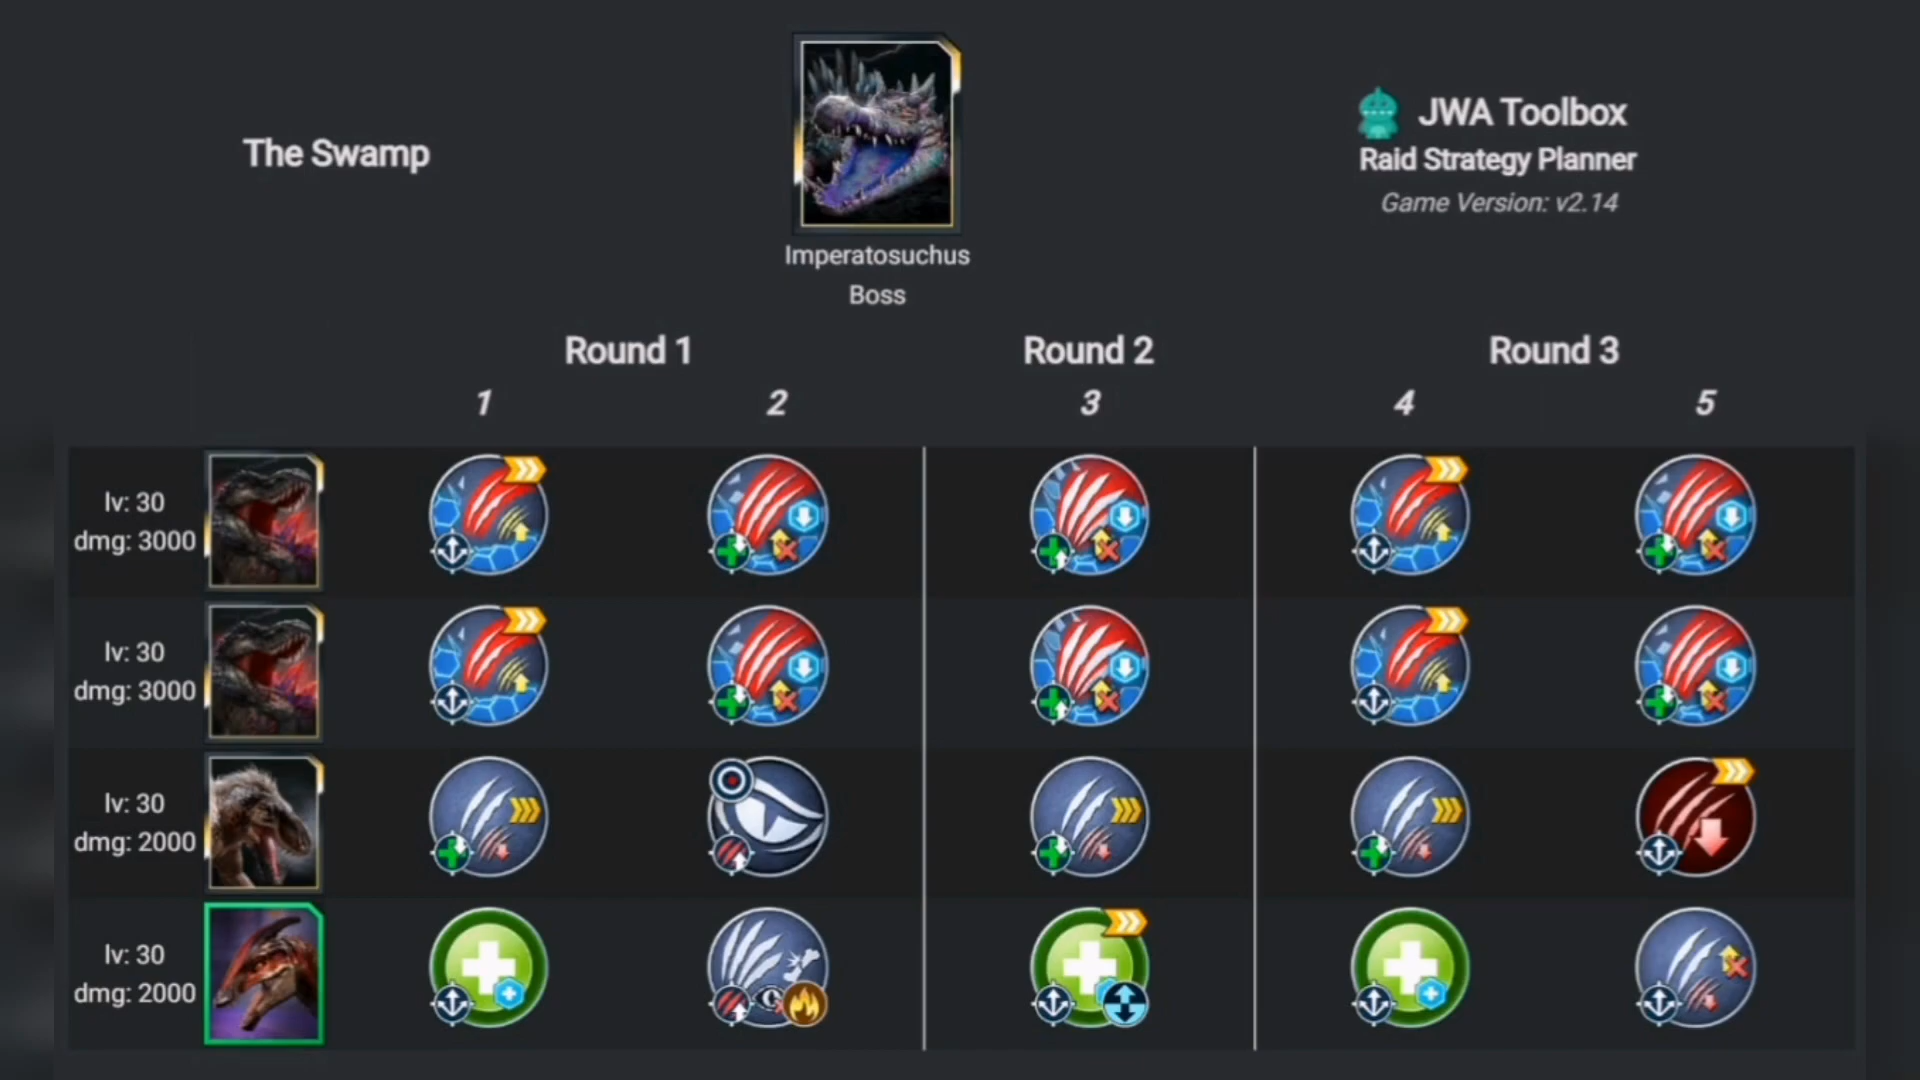 The Swamp
JWA Toolbox
Raid Strategy Planner
Game Version: v2.14
Imperatosuchus
Boss
Round 1
Round 2
Round 3
1
2
3
4
5
lv: 30
dmg: 3000
lv: 30
dmg: 3000
lv: 30
dmg: 2000
lv: 30
dmg: 2000